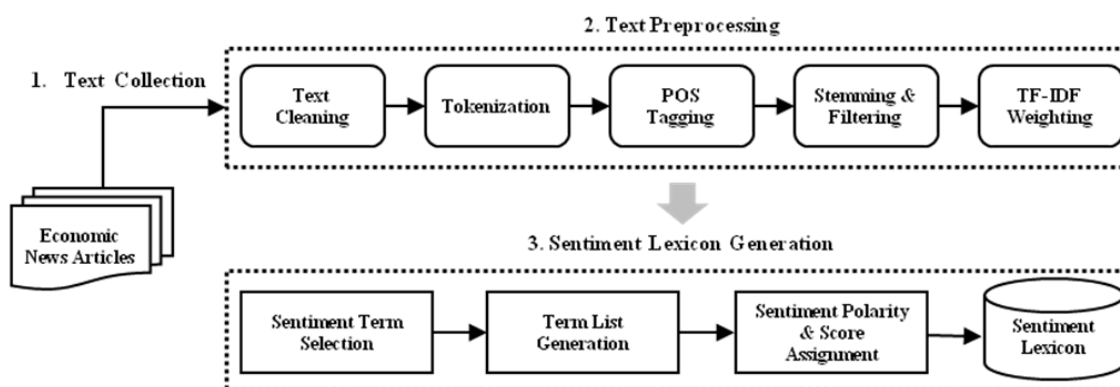 2. Text Preprocessing
1. Text Collection
Text
Cleaning
Tokenization
POS
Tagging
Stemming &
Filtering
TF-IDF
Weighting
Economic
News Articles
3. Sentiment Lexicon Generation
Sentiment Term
Selection
Term List
Generation
Sentiment Polarity
& Score
Assignment
Sentiment
Lexicon